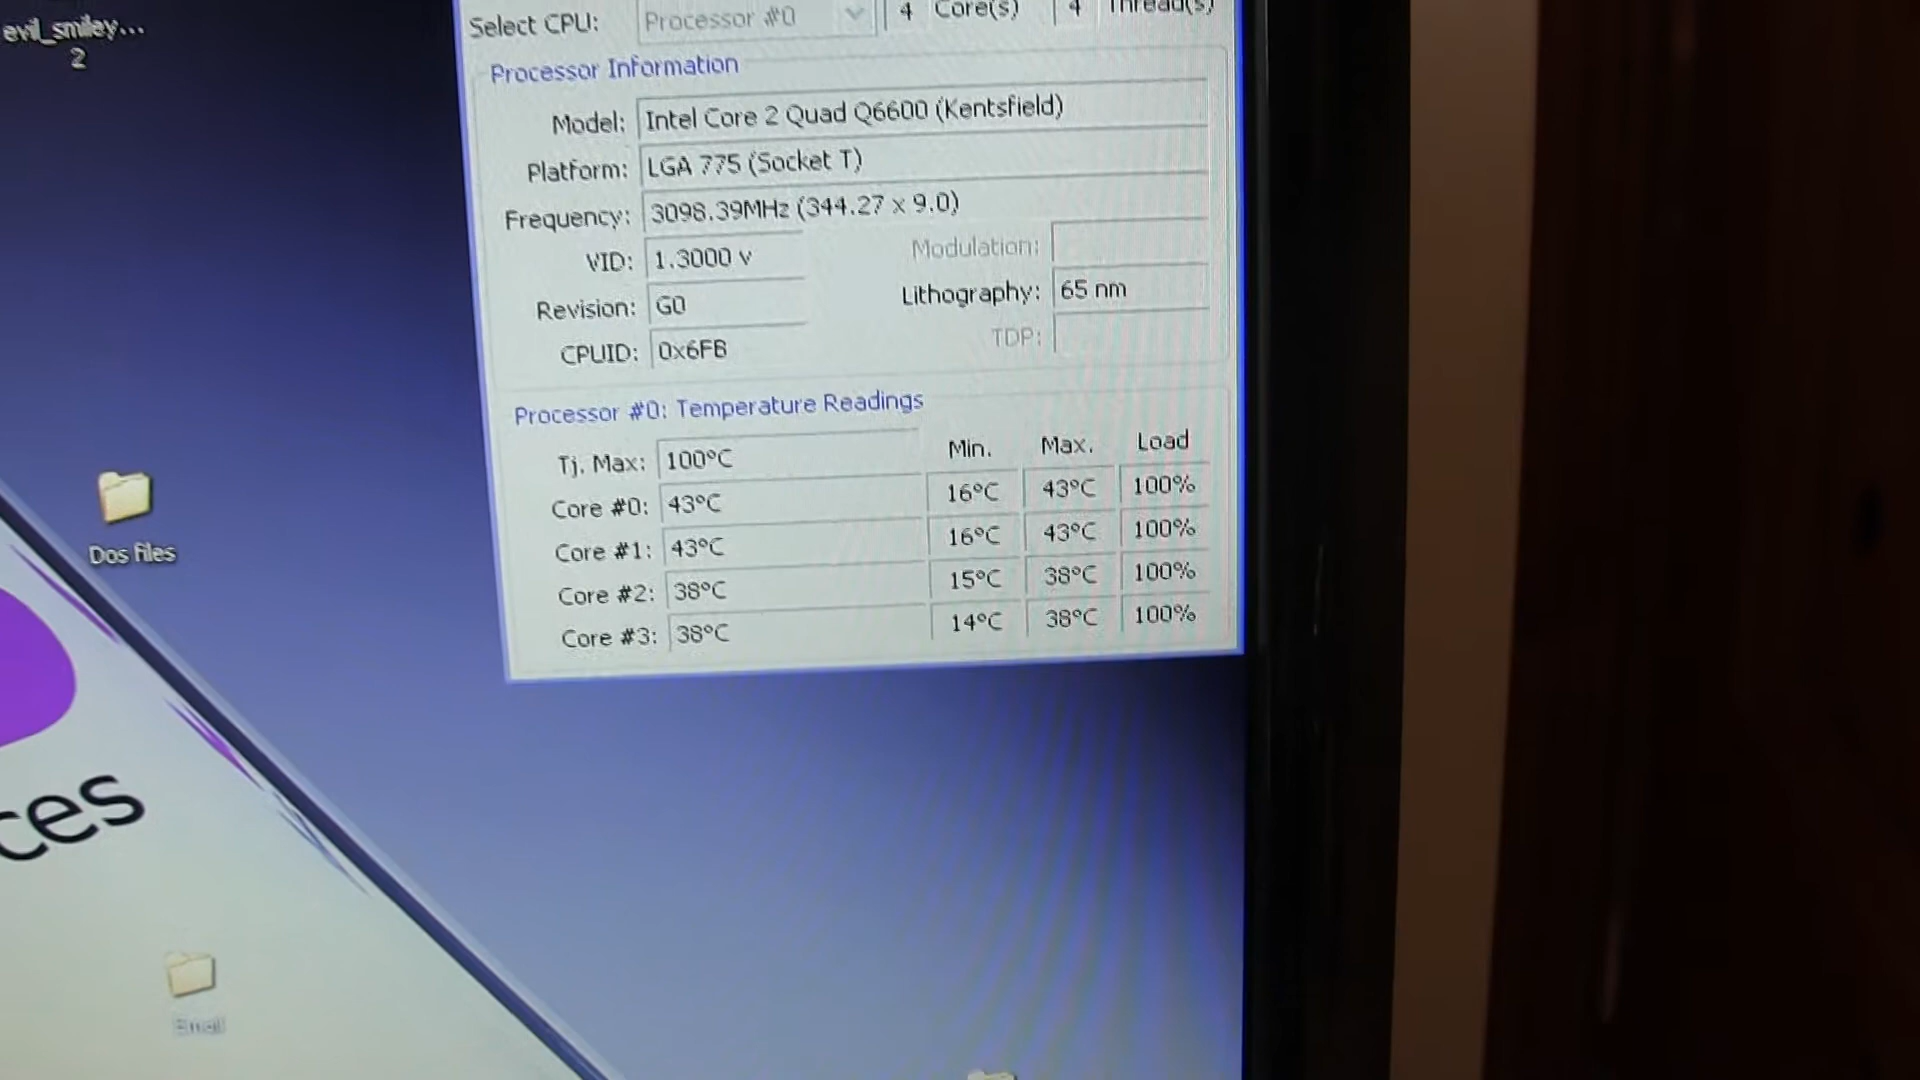 evil_smiley...
2
Select CPU: Processor #0 4 Core(s) 4 Thread(s)
Processor Information
Model: Intel Core 2 Quad Q6600 (Kentsfield)
Platform: LGA 775 (Socket T)
Frequency: 3098.39MHz (344.27 x 9.0)
VID: 1.3000 v Modulation:
Revision: G0 Lithography: 65 nm
CPUID: 0x6FB TDP:
Processor #0: Temperature Readings
Tj. Max: 100°C Min. Max. Load
Core #0: 43°C 16°C 43°C 100%
Core #1: 43°C 16°C 43°C 100%
Core #2: 38°C 15°C 38°C 100%
Core #3: 38°C 14°C 38°C 100%
Dos files
ces
Email